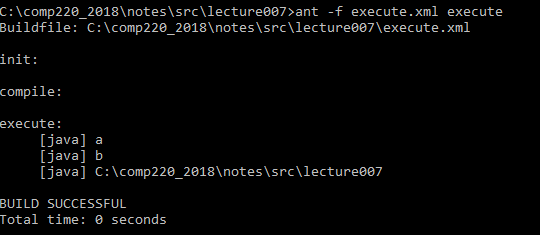 C:\comp220_2018\notes\src\lecture007>ant -f execute.xml execute
Buildfile: C:\comp220_2018\notes\src\lecture007\execute.xml
init:
compile:
execute:
[java] a
[java] b
[java] C:\comp220_2018\notes\src\lecture007
BUILD SUCCESSFUL
Total time: 0 seconds